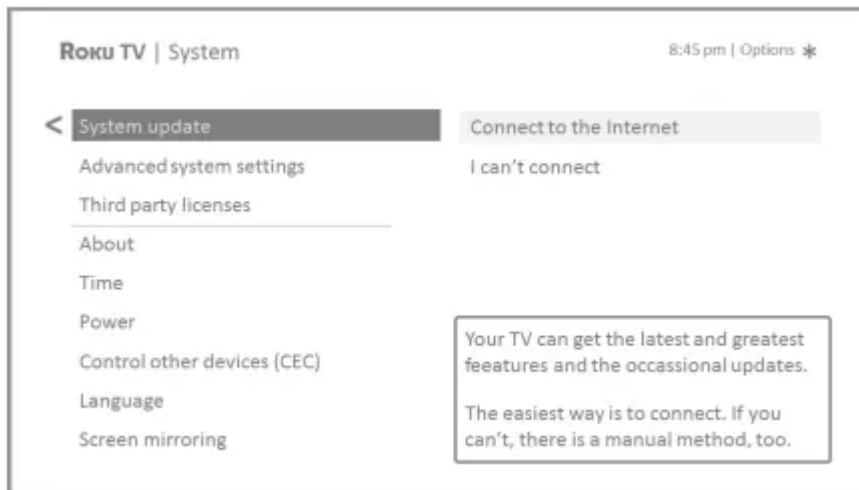 Roku TV | System
8:45 pm | Options ✱
< System update
Advanced system settings
Third party licenses
About
Time
Power
Control other devices (CEC)
Language
Screen mirroring
Connect to the Internet
I can't connect
Your TV can get the latest and greatest
feeatures and the occassional updates.
The easiest way is to connect. If you
can't, there is a manual method, too.